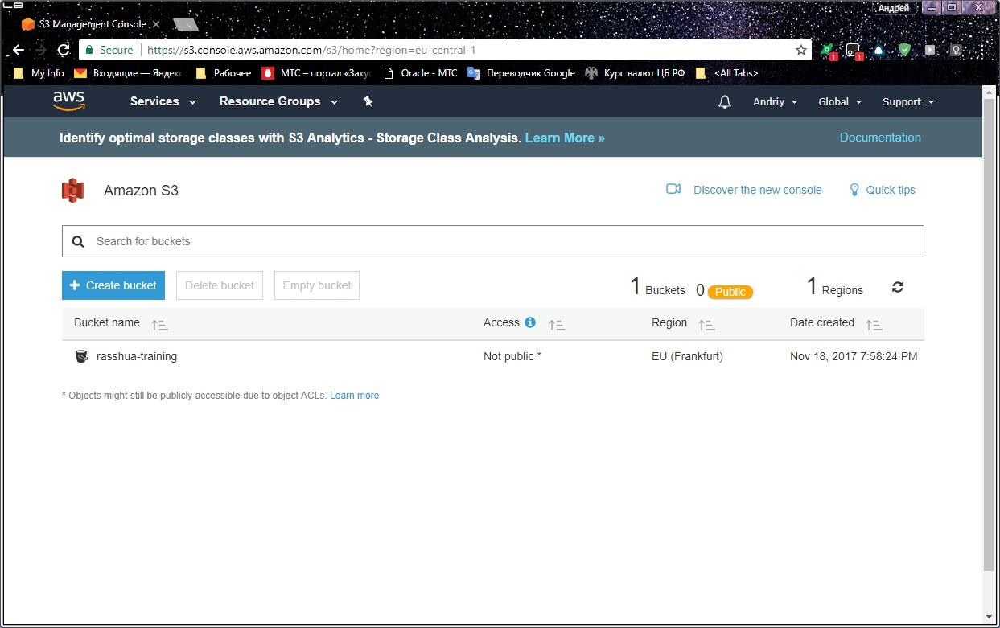 Андрей
S3 Management Console
Secure https://s3.console.aws.amazon.com/s3/home?region=eu-central-1
1 1
My Info Входящие — Яндекс Рабочее МТС – портал «Заку Oracle - МТС Переводчик Google Курс валют ЦБ РФ <All Tabs>
aws Services Resource Groups Andriy Global Support
Identify optimal storage classes with S3 Analytics - Storage Class Analysis. Learn More » Documentation
Amazon S3 Discover the new console Quick tips
Search for buckets
Create bucket Delete bucket Empty bucket 1 Buckets 0 Public 1 Regions
Bucket name Access Region Date created
rasshua-training Not public * EU (Frankfurt) Nov 18, 2017 7:58:24 PM
* Objects might still be publicly accessible due to object ACLs. Learn more